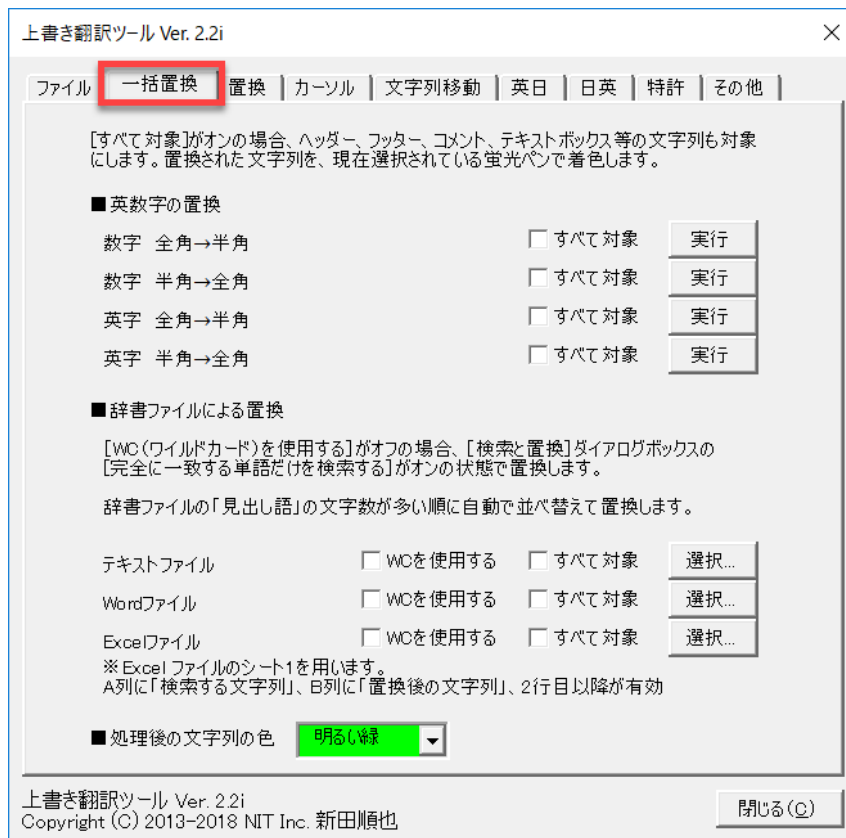 上書き翻訳ツール Ver. 2.2i
ファイル 一括置換 置換 カーソル 文字列移動 英日 日英 特許 その他
[すべて対象]がオンの場合、ヘッダー、フッター、コメント、テキストボックス等の文字列も対象
にします。置換された文字列を、現在選択されている蛍光ペンで着色します。
■英数字の置換
数字 全角→半角 すべて対象 実行
数字 半角→全角 すべて対象 実行
英字 全角→半角 すべて対象 実行
英字 半角→全角 すべて対象 実行
■辞書ファイルによる置換
[WC(ワイルドカード)を使用する]がオフの場合、[検索と置換]ダイアログボックスの
[完全に一致する単語だけを検索する]がオンの状態で置換します。
辞書ファイルの「見出し語」の文字数が多い順に自動で並べ替えて置換します。
テキストファイル WCを使用する すべて対象 選択...
Wordファイル WCを使用する すべて対象 選択...
Excelファイル WCを使用する すべて対象 選択...
※Excel ファイルのシート1を用います。
A列に「検索する文字列」、B列に「置換後の文字列」、2行目以降が有効
■処理後の文字列の色 明るい緑
上書き翻訳ツール Ver. 2.2i
Copyright (C) 2013-2018 NIT Inc. 新田順也
閉じる(C)